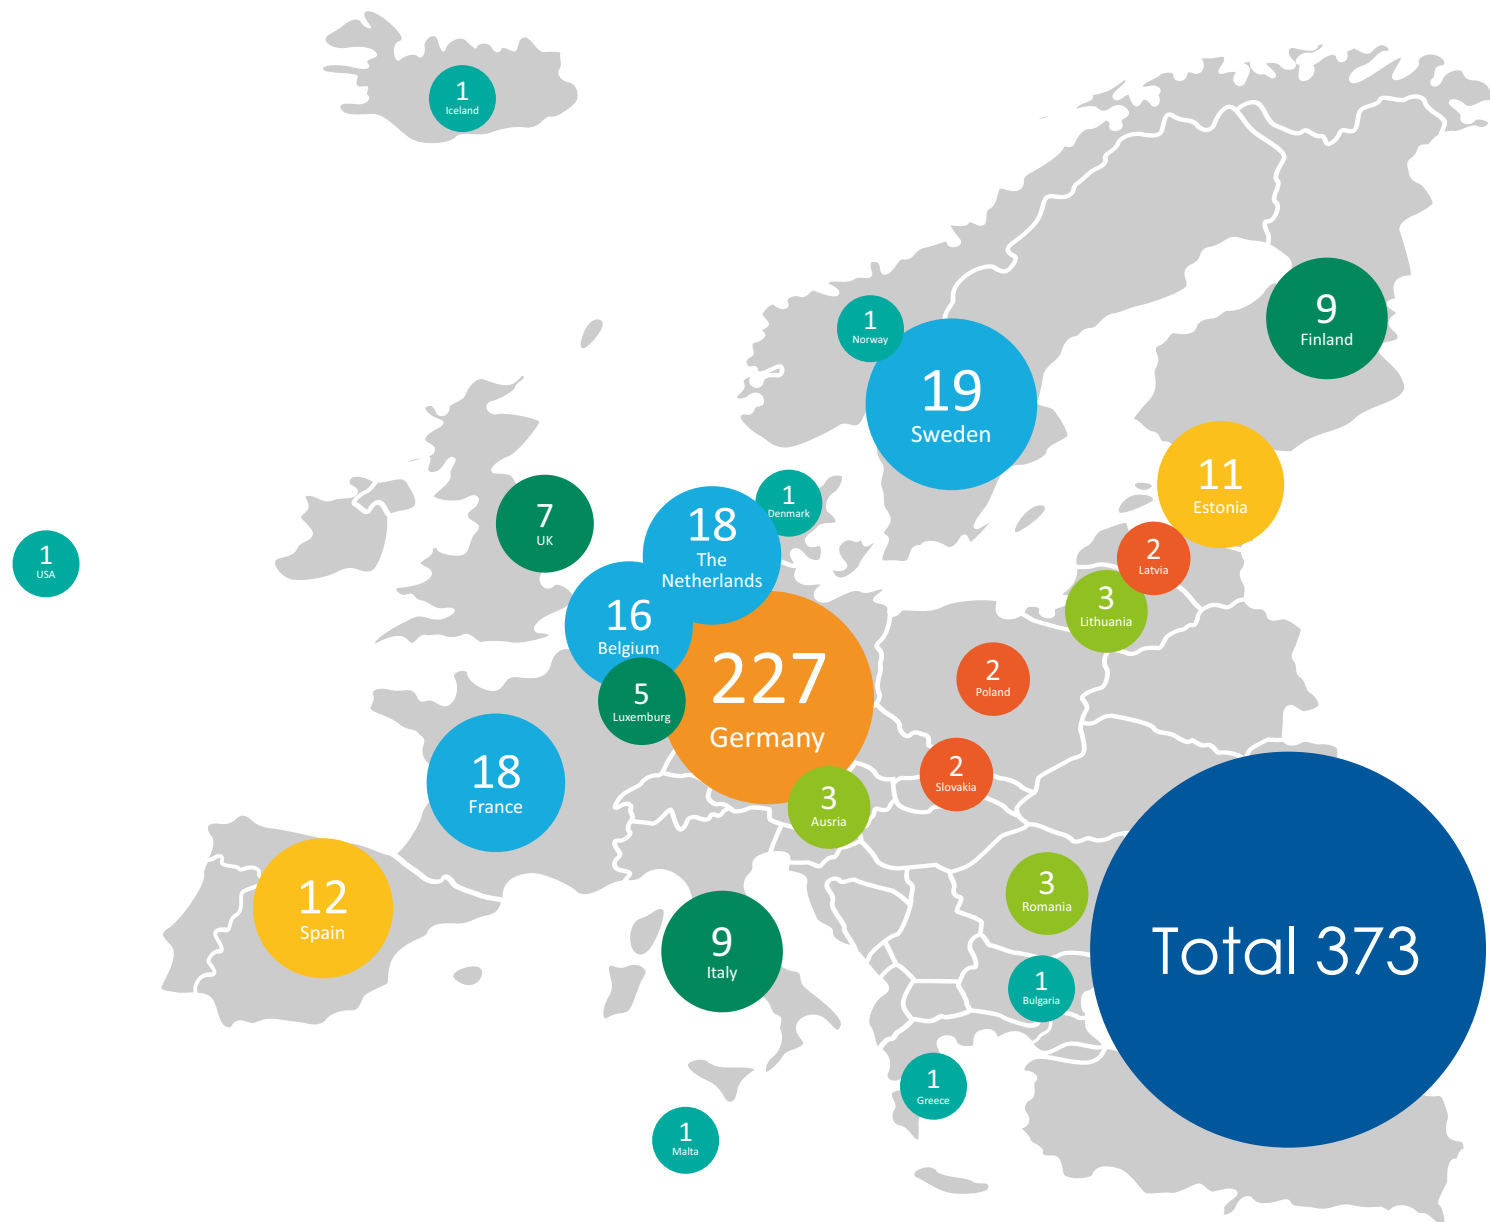 1
Iceland
9
Finland
1
Norway
19
Sweden
11
Estonia
1
Denmark
7
UK
18
The
Netherlands
2
Latvia
1
USA
3
Lithuania
16
Belgium
227
Germany
2
Poland
5
Luxemburg
18
France
2
Slovakia
3
Ausria
12
Spain
3
Romania
9
Italy
Total 373
1
Bulgaria
1
Greece
1
Malta